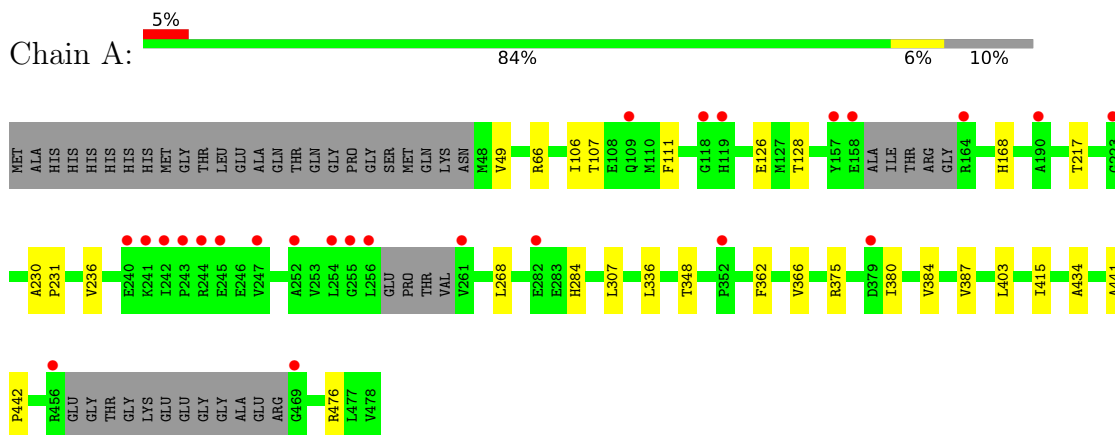 5%
Chain A:
84% 6% 10%
MET ALA HIS HIS HIS HIS HIS HIS MET GLY THR LEU GLU ALA GLN THR GLN GLY PRO GLY SER MET GLN LYS ASN M48 V49 R66 I106 T107 E108 Q109 M110 F111 G118 H119 E126 M127 T128 Y157 E158 ALA ILE THR ARG GLY R164 H168 A190 T217
A230 P231 V236 E240 K241 I242 P243 R244 E245 E246 V247 A252 V253 L254 G255 L256 GLU PRO THR VAL V261 L268 E282 E283 H284 L307 L336 T348 P352 F362 V366 R375 D379 I380 V384 V387 L403 I415 A434 A441
P442 R456 GLU GLY THR GLY LYS GLU GLU GLY GLY ALA GLU ARG G469 R476 L477 V478